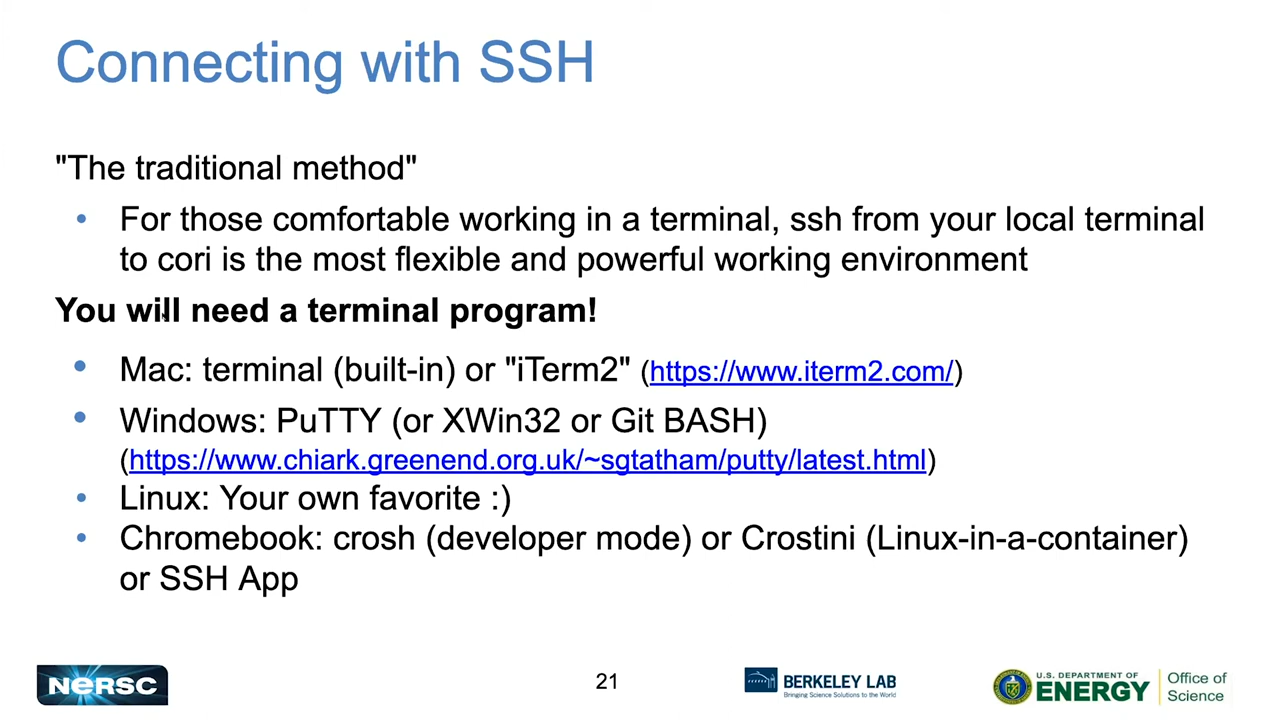 Connecting with SSH
"The traditional method"
• For those comfortable working in a terminal, ssh from your local terminal
to cori is the most flexible and powerful working environment
You will need a terminal program!
• Mac: terminal (built-in) or "iTerm2" (https://www.iterm2.com/)
• Windows: PuTTY (or XWin32 or Git BASH)
(https://www.chiark.greenend.org.uk/~sgtatham/putty/latest.html)
• Linux: Your own favorite :)
• Chromebook: crosh (developer mode) or Crostini (Linux-in-a-container)
or SSH App
NERSC
21
BERKELEY LAB
Bringing Science Solutions to the World
U.S. DEPARTMENT OF
ENERGY
Office of
Science